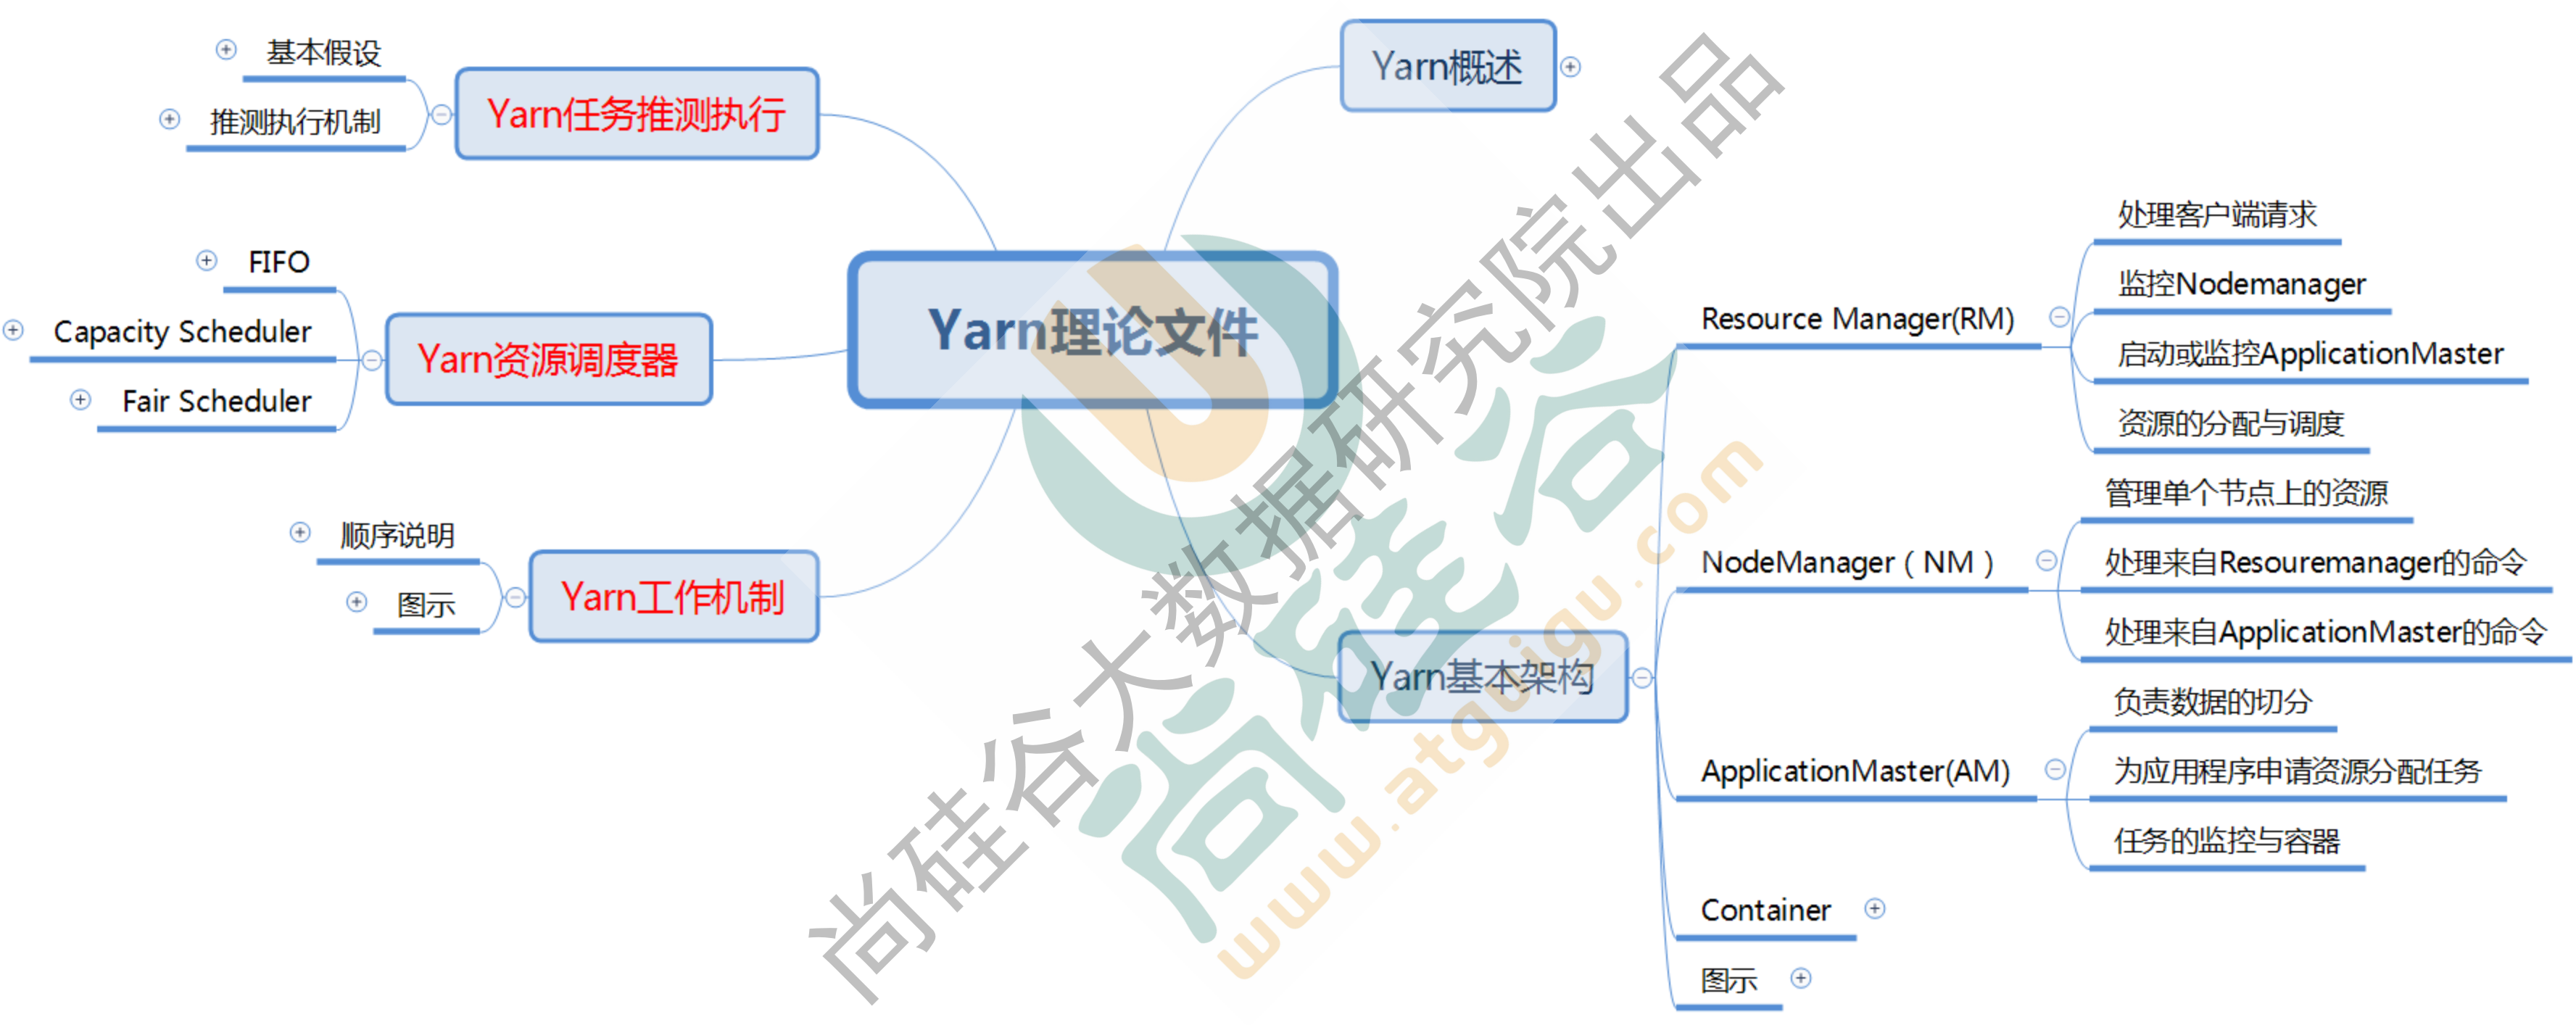 Yarn理论文件
Yarn概述
Yarn基本架构
Resource Manager(RM)
处理客户端请求
监控Nodemanager
启动或监控ApplicationMaster
资源的分配与调度
NodeManager（NM）
管理单个节点上的资源
处理来自Resouremanager的命令
处理来自ApplicationMaster的命令
ApplicationMaster(AM)
负责数据的切分
为应用程序申请资源分配任务
任务的监控与容器
Container
图示
Yarn任务推测执行
基本假设
推测执行机制
Yarn资源调度器
FIFO
Capacity Scheduler
Fair Scheduler
Yarn工作机制
顺序说明
图示
尚硅谷大数据研究院出品
尚硅谷
www.atguigu.com